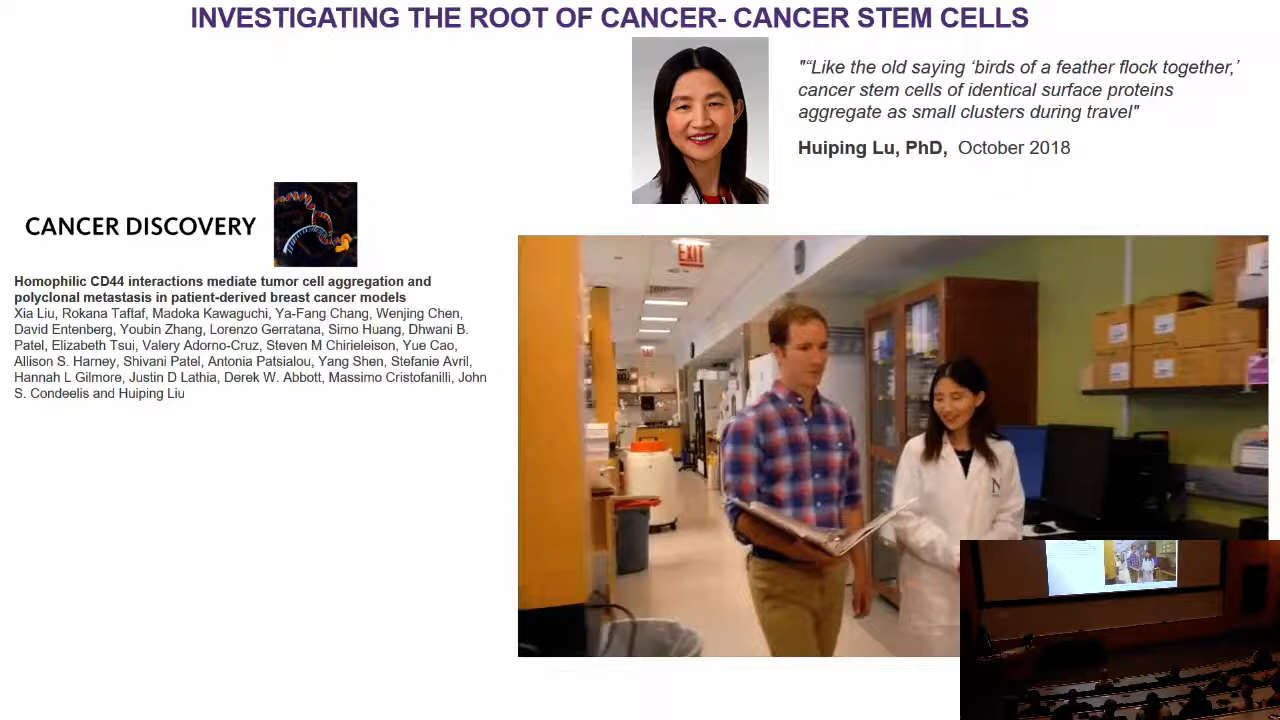 INVESTIGATING THE ROOT OF CANCER- CANCER STEM CELLS
"“Like the old saying ‘birds of a feather flock together,’
cancer stem cells of identical surface proteins
aggregate as small clusters during travel"
Huiping Lu, PhD, October 2018
CANCER DISCOVERY
Homophilic CD44 interactions mediate tumor cell aggregation and
polyclonal metastasis in patient-derived breast cancer models
Xia Liu, Rokana Taftaf, Madoka Kawaguchi, Ya-Fang Chang, Wenjing Chen,
David Entenberg, Youbin Zhang, Lorenzo Gerratana, Simo Huang, Dhwani B.
Patel, Elizabeth Tsui, Valery Adorno-Cruz, Steven M Chirieleison, Yue Cao,
Allison S. Harney, Shivani Patel, Antonia Patsialou, Yang Shen, Stefanie Avril,
Hannah L Gilmore, Justin D Lathia, Derek W. Abbott, Massimo Cristofanilli, John
S. Condeelis and Huiping Liu
EXIT
N